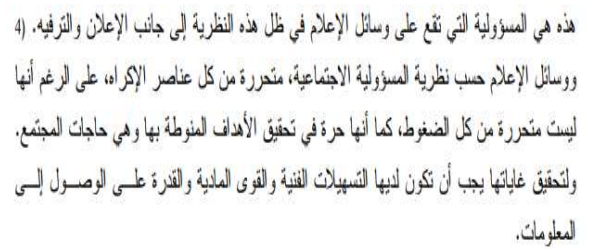 هذه هي المسؤولية التي تقع على وسائل الإعلام في ظل هذه النظرية إلى جانب الإعلان والترفيه. (4
ووسائل الإعلام حسب نظرية المسؤولية الاجتماعية، متحررة من كل عناصر الإكراه، على الرغم أنها
ليست متحررة من كل الضغوط، كما أنها حرة في تحقيق الأهداف المنوطة بها وهي حاجات المجتمع.
ولتحقيق غاياتها يجب أن تكون لديها التسهيلات الفنية والقوى المادية والقدرة علـى الوصـول إلـى
المعلومات.